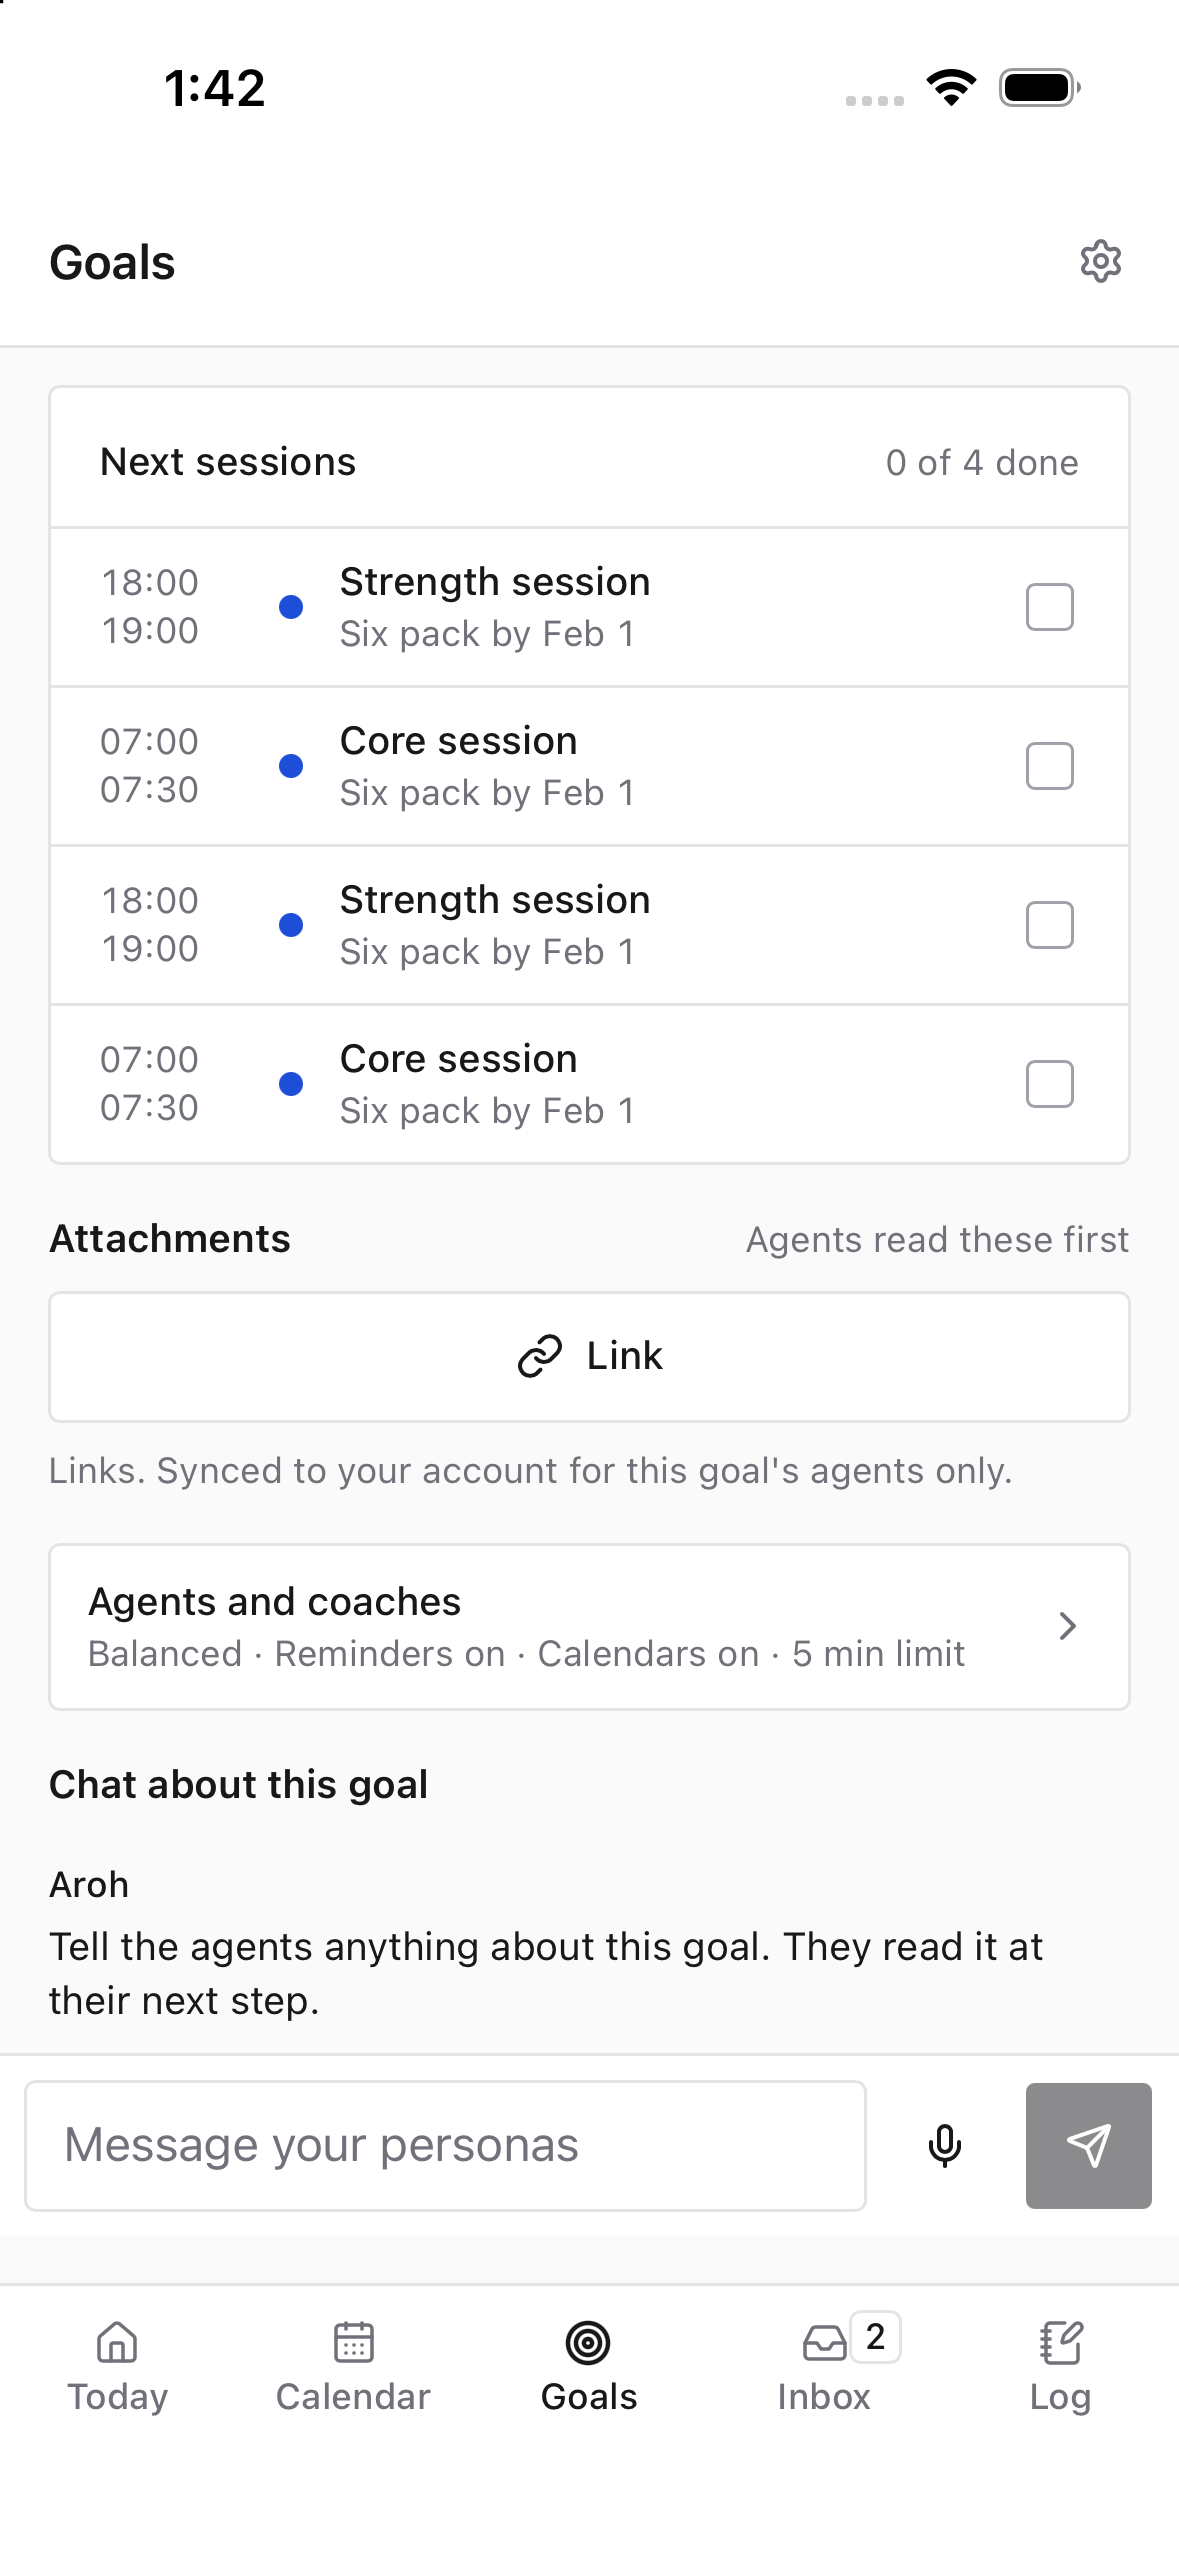 1:42
Goals
Next sessions
0 of 4 done
18:00
19:00
Strength session
Six pack by Feb 1
07:00
07:30
Core session
Six pack by Feb 1
18:00
19:00
Strength session
Six pack by Feb 1
07:00
07:30
Core session
Six pack by Feb 1
Attachments
Agents read these first
Link
Links. Synced to your account for this goal's agents only.
Agents and coaches
Balanced · Reminders on · Calendars on · 5 min limit
Chat about this goal
Aroh
Tell the agents anything about this goal. They read it at
their next step.
Message your personas
2
Today
Calendar
Goals
Inbox
Log